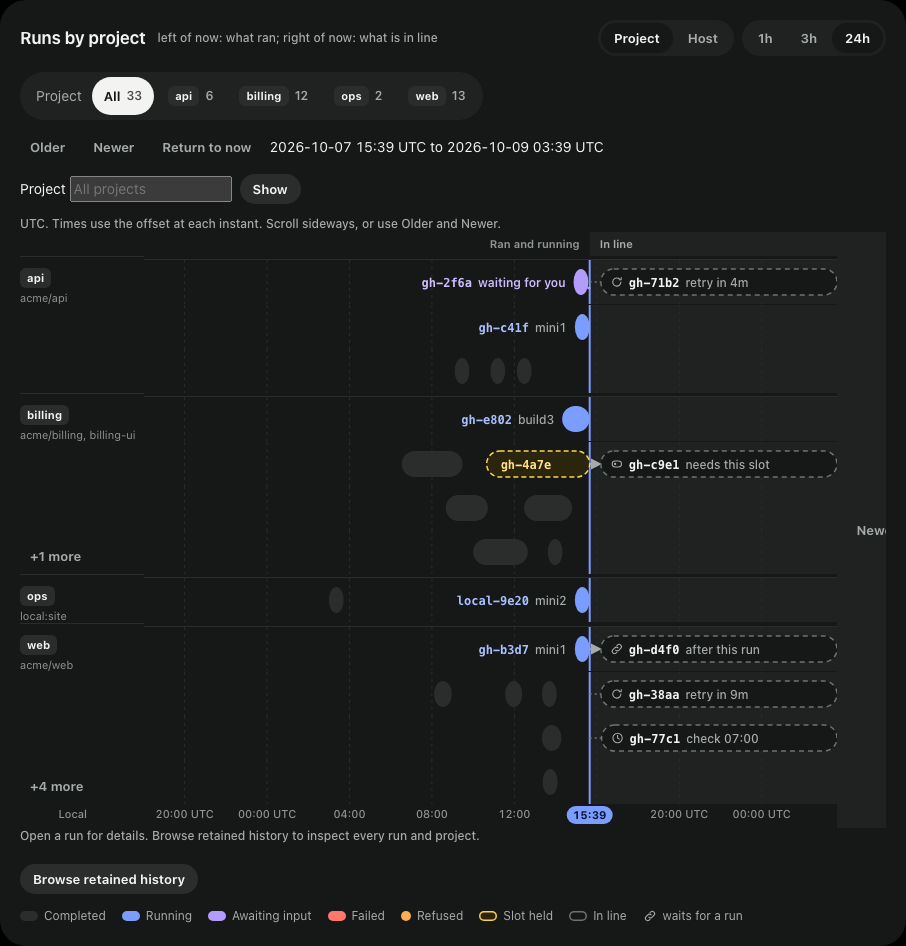 Runs by project left of now: what ran; right of now: what is in line Project Host 1h 3h 24h
Project All 33 api 6 billing 12 ops 2 web 13
Older Newer Return to now 2026-10-07 15:39 UTC to 2026-10-09 03:39 UTC
Project All projects Show
UTC. Times use the offset at each instant. Scroll sideways, or use Older and Newer.
Ran and running In line
api gh-2f6a waiting for you gh-71b2 retry in 4m
acme/api
gh-c41f mini1
billing gh-e802 build3
acme/billing, billing-ui
gh-4a7e gh-c9e1 needs this slot
+1 more
ops local-9e20 mini2
local:site
web gh-b3d7 mini1 gh-d4f0 after this run
acme/web
gh-38aa retry in 9m
gh-77c1 check 07:00
+4 more
Local 20:00 UTC 00:00 UTC 04:00 08:00 12:00 15:39 20:00 UTC 00:00 UTC
Open a run for details. Browse retained history to inspect every run and project.
Browse retained history
Completed Running Awaiting input Failed Refused Slot held In line waits for a run